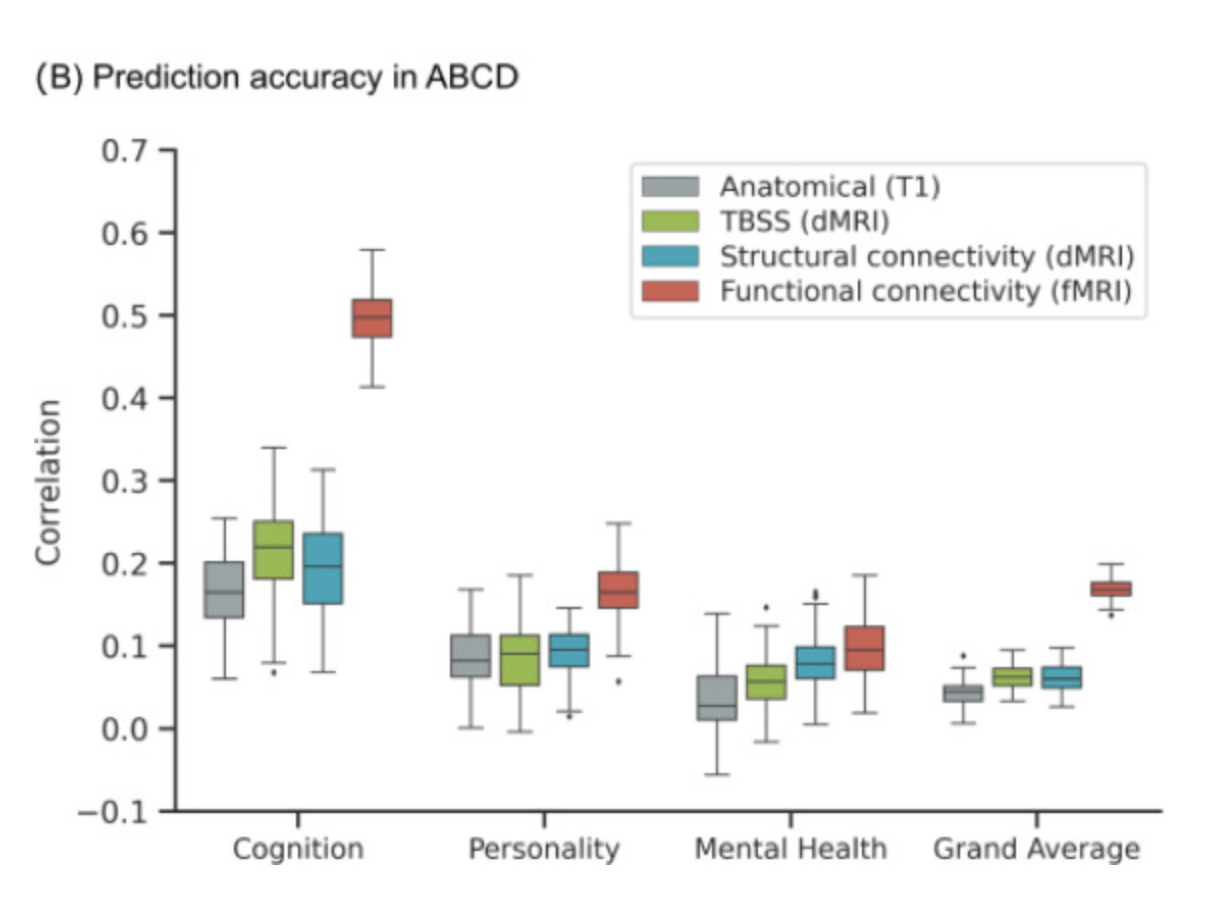 (B) Prediction accuracy in ABCD
0.7
0.6
0.5
0.4
0.3
0.2
0.1
0.0
−0.1
Correlation
Anatomical (T1)
TBSS (dMRI)
Structural connectivity (dMRI)
Functional connectivity (fMRI)
Cognition
Personality
Mental Health
Grand Average